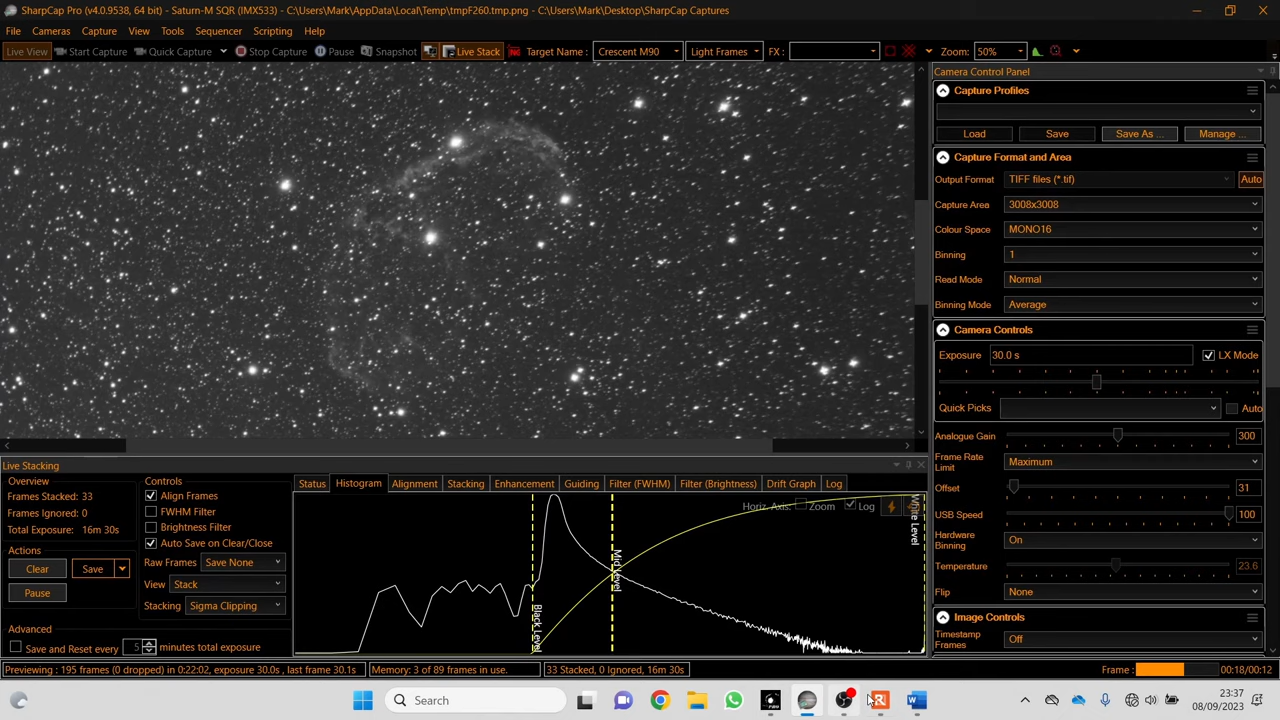 SharpCap Pro (v4.0.9538, 64 bit) - Saturn-M SQR (IMX533) - C:\Users\Mark\AppData\Local\Temp\tmpF260.tmp.png - C:\Users\Mark\Desktop\SharpCap Captures
File Cameras Capture View Tools Sequencer Scripting Help
Live View Start Capture Quick Capture Stop Capture Pause Snapshot Live Stack Target Name : Crescent M90 Light Frames FX : Zoom: 50%
Camera Control Panel
Capture Profiles
Load Save Save As ... Manage ...
Capture Format and Area
Output Format TIFF files (*.tif) Auto
Capture Area 3008x3008
Colour Space MONO16
Binning 1
Read Mode Normal
Binning Mode Average
Camera Controls
Exposure 30.0 s LX Mode
Quick Picks Auto
Analogue Gain 300
Frame Rate
Limit Maximum
Offset 31
USB Speed 100
Hardware
Binning On
Temperature 23.6
Flip None
Image Controls
Timestamp
Frames Off
Live Stacking
Overview
Frames Stacked: 33
Frames Ignored: 0
Total Exposure: 16m 30s
Actions
Clear Save
Pause
Advanced
Save and Reset every 5 minutes total exposure
Controls
Align Frames
FWHM Filter
Brightness Filter
Auto Save on Clear/Close
Raw Frames Save None
View Stack
Stacking Sigma Clipping
Status Histogram Alignment Stacking Enhancement Guiding Filter (FWHM) Filter (Brightness) Drift Graph Log
Horiz. Axis: Zoom Log
Black Level
Mid Level
White Level
Previewing : 195 frames (0 dropped) in 0:22:02 , exposure 30.0s , last frame 30.1s Memory: 3 of 89 frames in use. 33 Stacked, 0 Ignored, 16m 30s Frame : 00:18/00:12
Search
23:37
08/09/2023